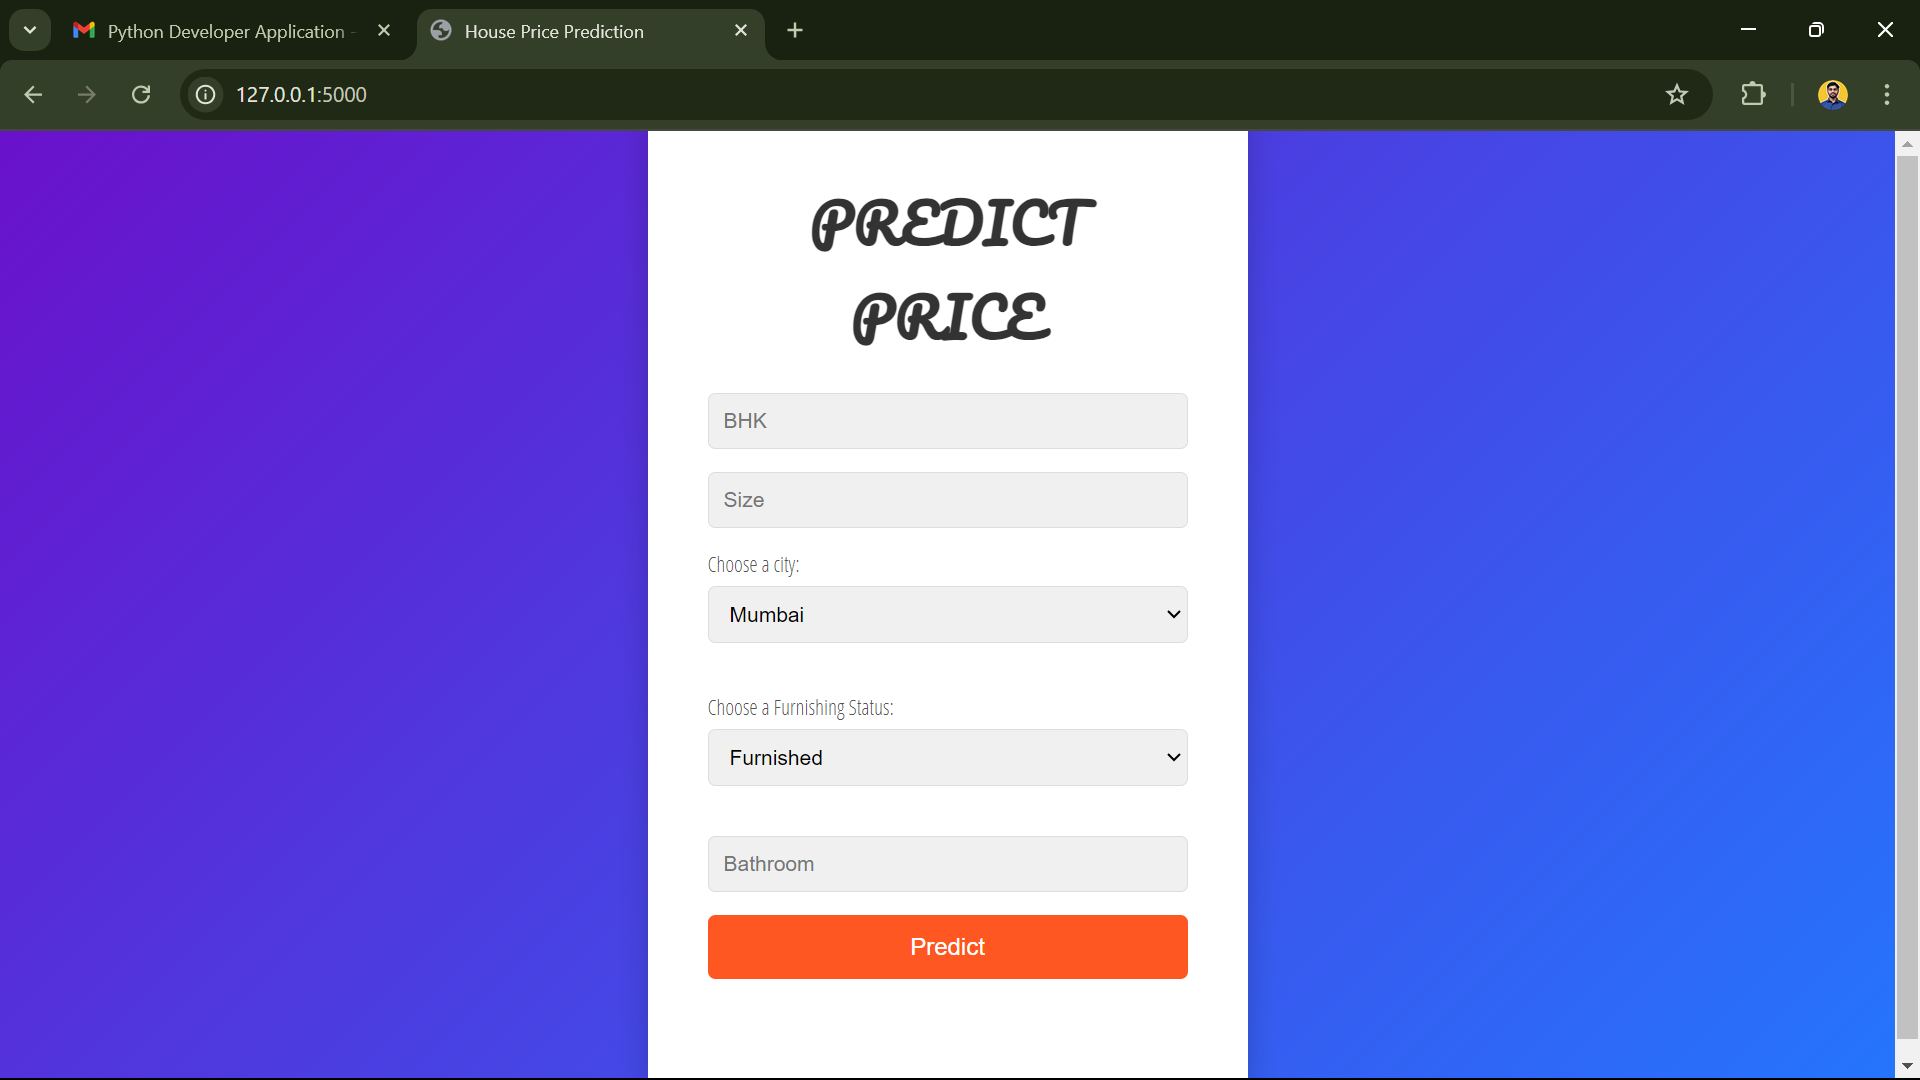 Python Developer Application -
House Price Prediction
127.0.0.1:5000
PREDICT
PRICE
BHK
Size
Choose a city:
Mumbai
Choose a Furnishing Status:
Furnished
Bathroom
Predict